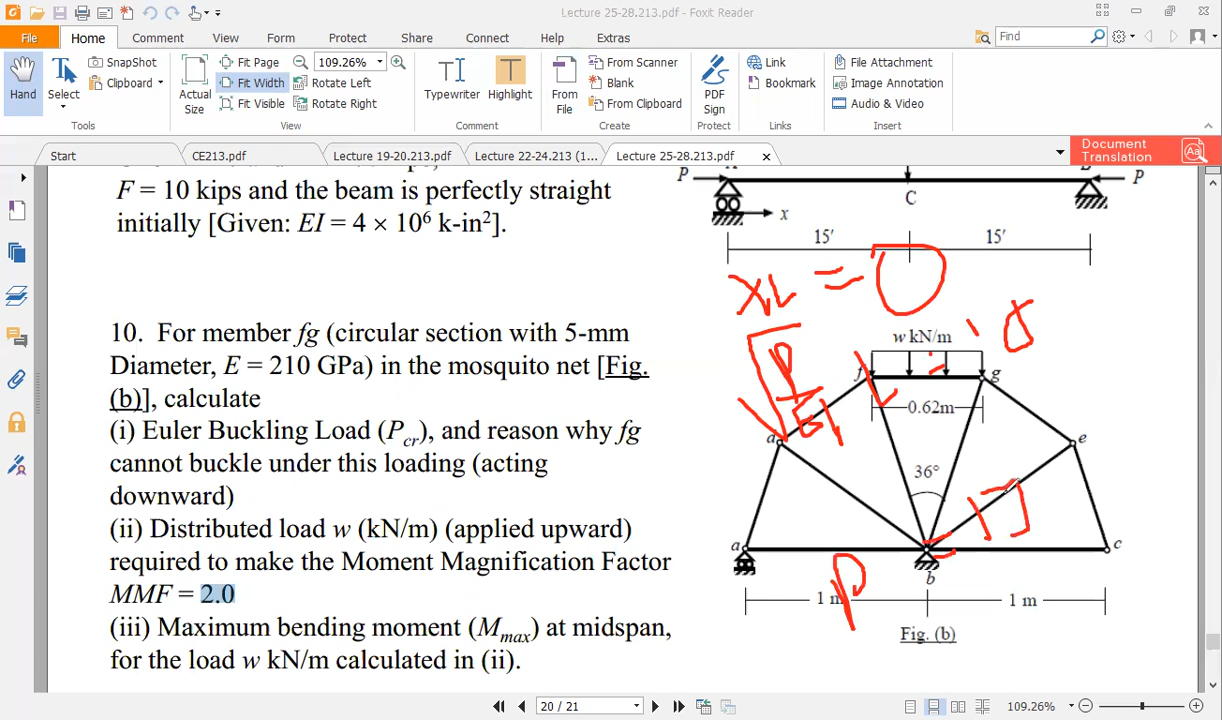 Lecture 25-28.213.pdf - Foxit Reader
File Home Comment View Form Protect Share Connect Help Extras Find
SnapShot Fit Page 109.26% From Scanner Link File Attachment
Clipboard Fit Width Rotate Left Blank Bookmark Image Annotation
Hand Select Actual Size Fit Visible Rotate Right Typewriter Highlight From File From Clipboard PDF Sign Audio & Video
Tools View Comment Create Protect Links Insert
Start CE213.pdf Lecture 19-20.213.pdf Lecture 22-24.213 (1... Lecture 25-28.213.pdf Document Translation
F = 10 kips and the beam is perfectly straight
initially [Given: EI = 4 × 10⁶ k-in²].
P P
C
x
15′ 15′
10. For member fg (circular section with 5-mm
Diameter, E = 210 GPa) in the mosquito net [Fig.
(b)], calculate
(i) Euler Buckling Load (Pcr), and reason why fg
cannot buckle under this loading (acting
downward)
(ii) Distributed load w (kN/m) (applied upward)
required to make the Moment Magnification Factor
MMF = 2.0
(iii) Maximum bending moment (Mmax) at midspan,
for the load w kN/m calculated in (ii).
λL =
P
EI
w kN/m
f g
0.62m
d e
36°
a b c
P
1 m 1 m
Fig. (b)
20 / 21 109.26%